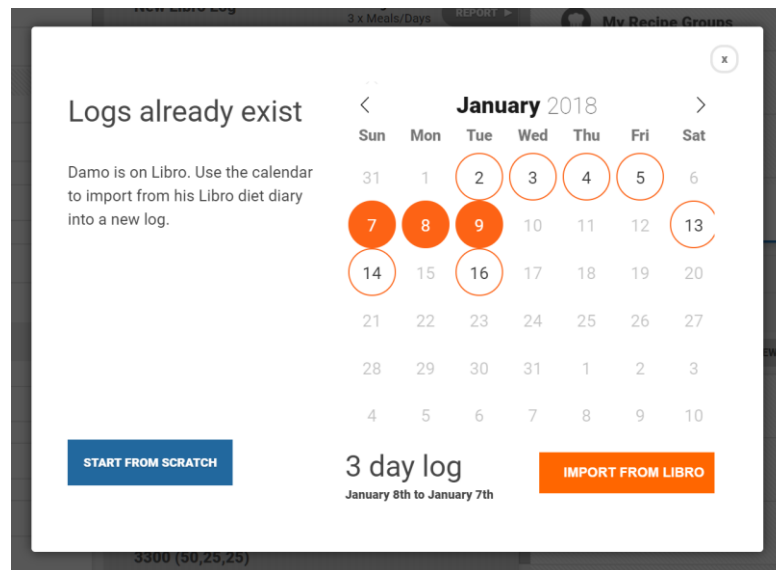 New Libro Log
3 x Meals/Days
REPORT
My Recipe Groups
x
Logs already exist
Damo is on Libro. Use the calendar
to import from his Libro diet diary
into a new log.
January 2018
Sun Mon Tue Wed Thu Fri Sat
31 1 2 3 4 5 6
7 8 9 10 11 12 13
14 15 16 17 18 19 20
21 22 23 24 25 26 27
28 29 30 31 1 2 3
4 5 6 7 8 9 10
START FROM SCRATCH
3 day log
January 8th to January 7th
IMPORT FROM LIBRO
3300 (50,25,25)